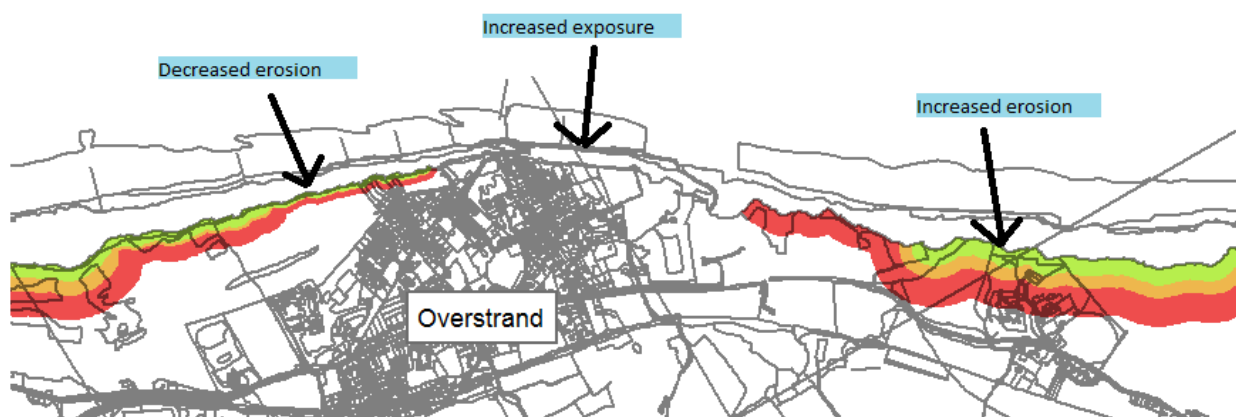 Increased exposure
Decreased erosion
Increased erosion
Overstrand